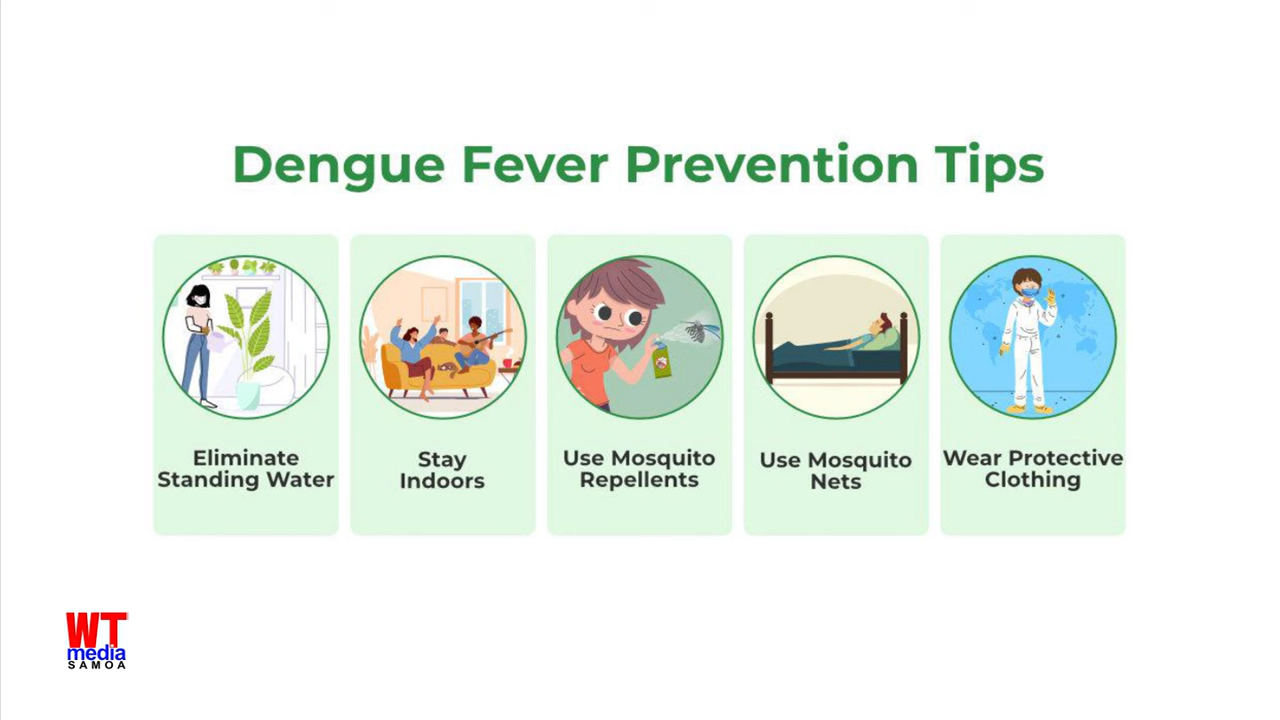 Dengue Fever Prevention Tips
Eliminate
Standing Water
Stay
Indoors
Use Mosquito
Repellents
Use Mosquito
Nets
Wear Protective
Clothing
WT
media
SAMOA